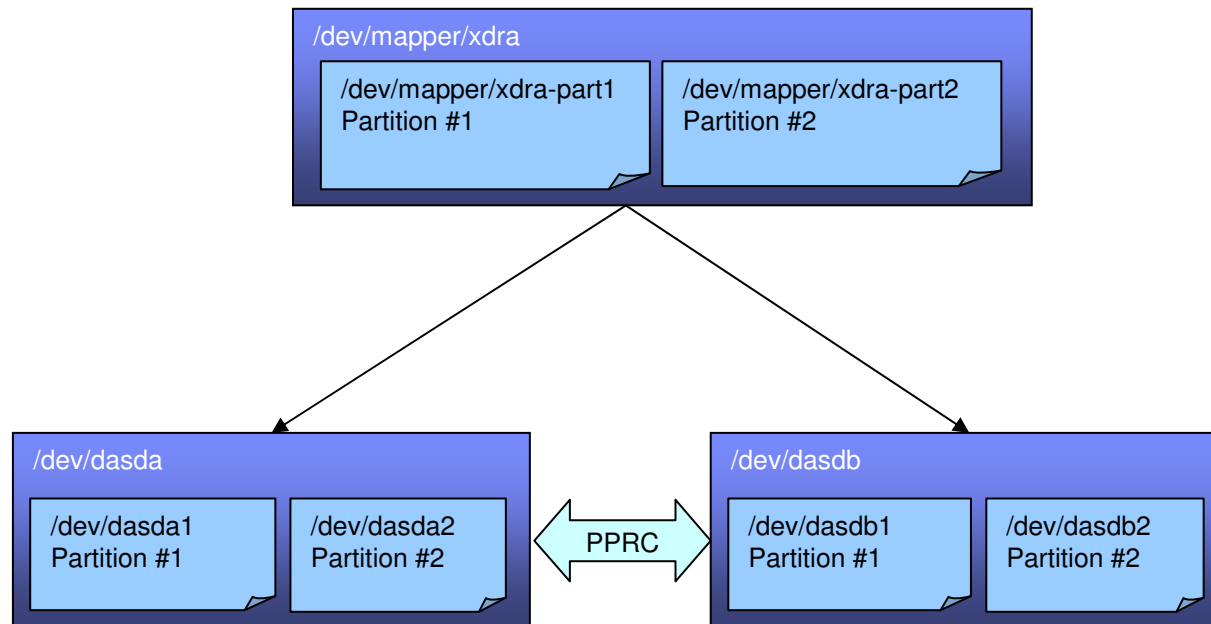 /dev/mapper/xdra
/dev/mapper/xdra-part1
Partition #1
/dev/mapper/xdra-part2
Partition #2
/dev/dasda
/dev/dasda1
Partition #1
/dev/dasda2
Partition #2
PPRC
/dev/dasdb
/dev/dasdb1
Partition #1
/dev/dasdb2
Partition #2